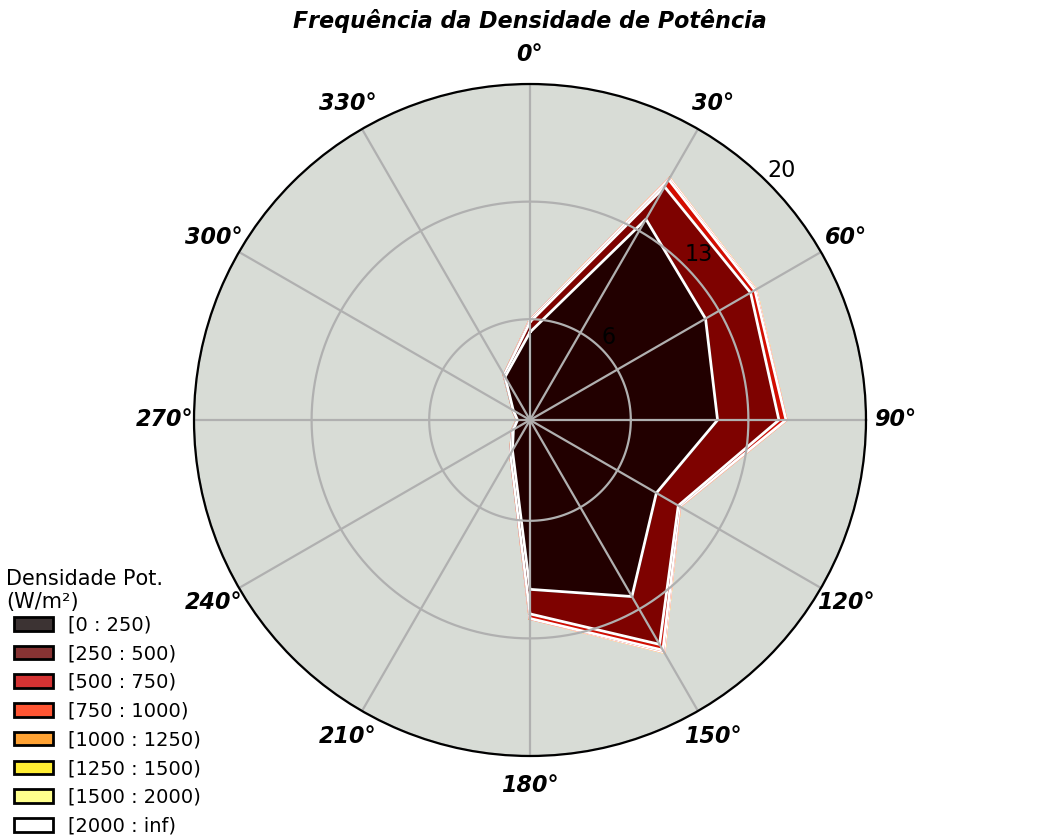 Frequência da Densidade de Potência
0°
30°
60°
90°
120°
150°
180°
210°
240°
270°
300°
330°
6
13
20
Densidade Pot.
(W/m²)
[0 : 250)
[250 : 500)
[500 : 750)
[750 : 1000)
[1000 : 1250)
[1250 : 1500)
[1500 : 2000)
[2000 : inf)